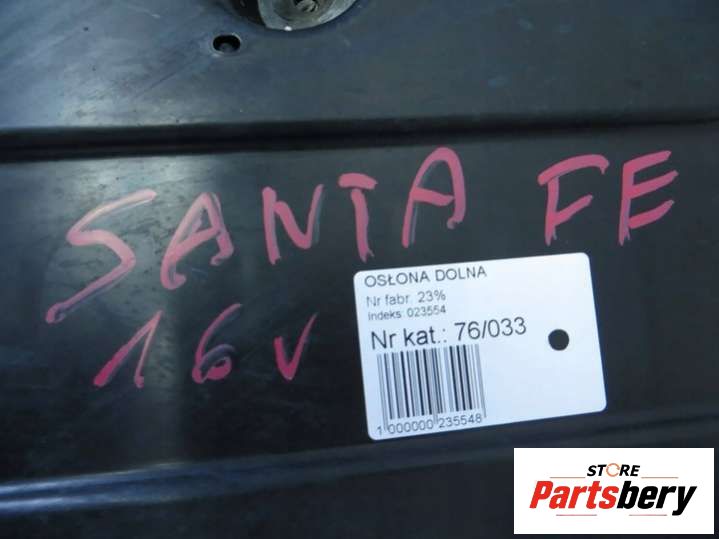 SANTA FE
16V
OSŁONA DOLNA
Nr fabr. 23%
Indeks: 023554
Nr kat.: 76/033
1 000000 235548
STORE
Partsbery